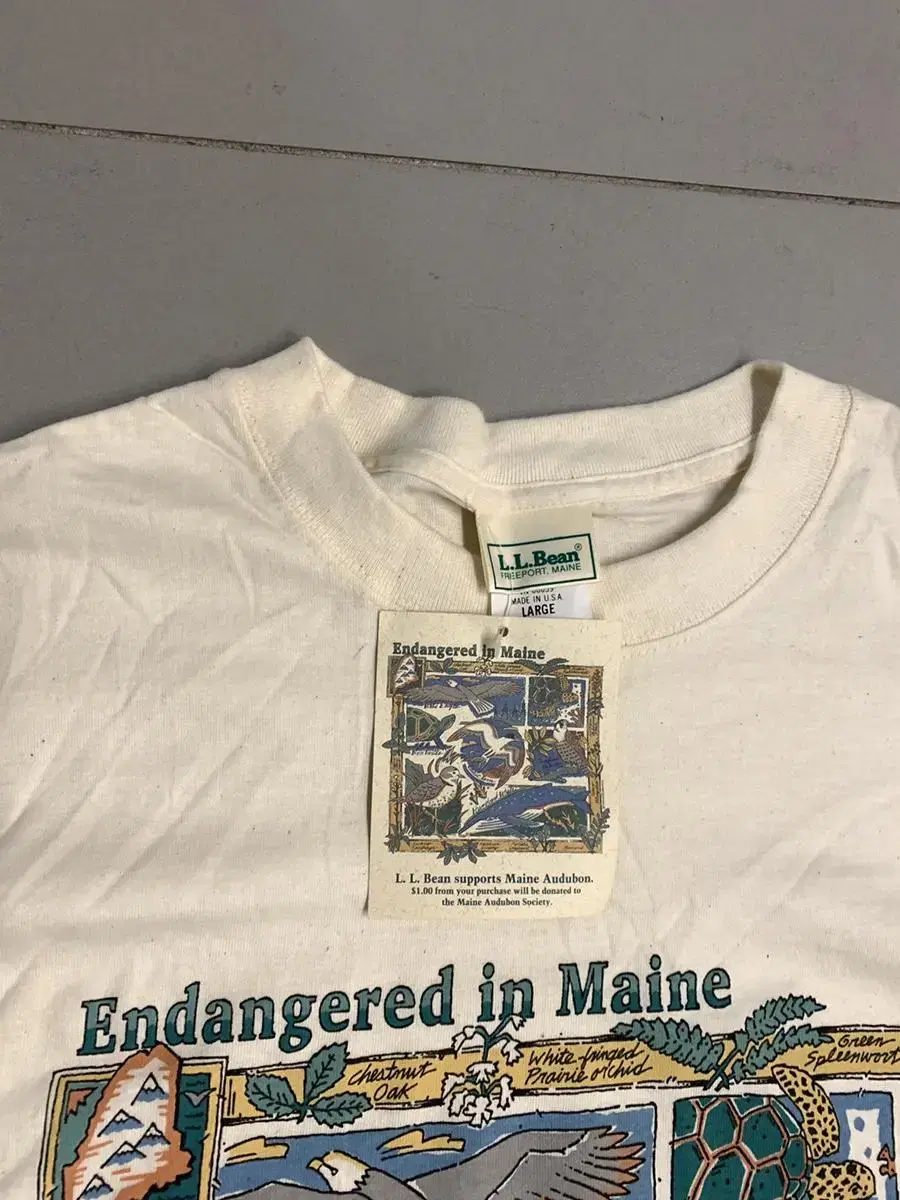 L.L.Bean®
FREEPORT, MAINE
MADE IN U.S.A.
LARGE
Endangered in Maine
L. L. Bean supports Maine Audubon.
$1.00 from your purchase will be donated to
the Maine Audubon Society.
Endangered in Maine
Chestnut
Oak
White-fringed
Prairie orchid
Green
Spleenwort